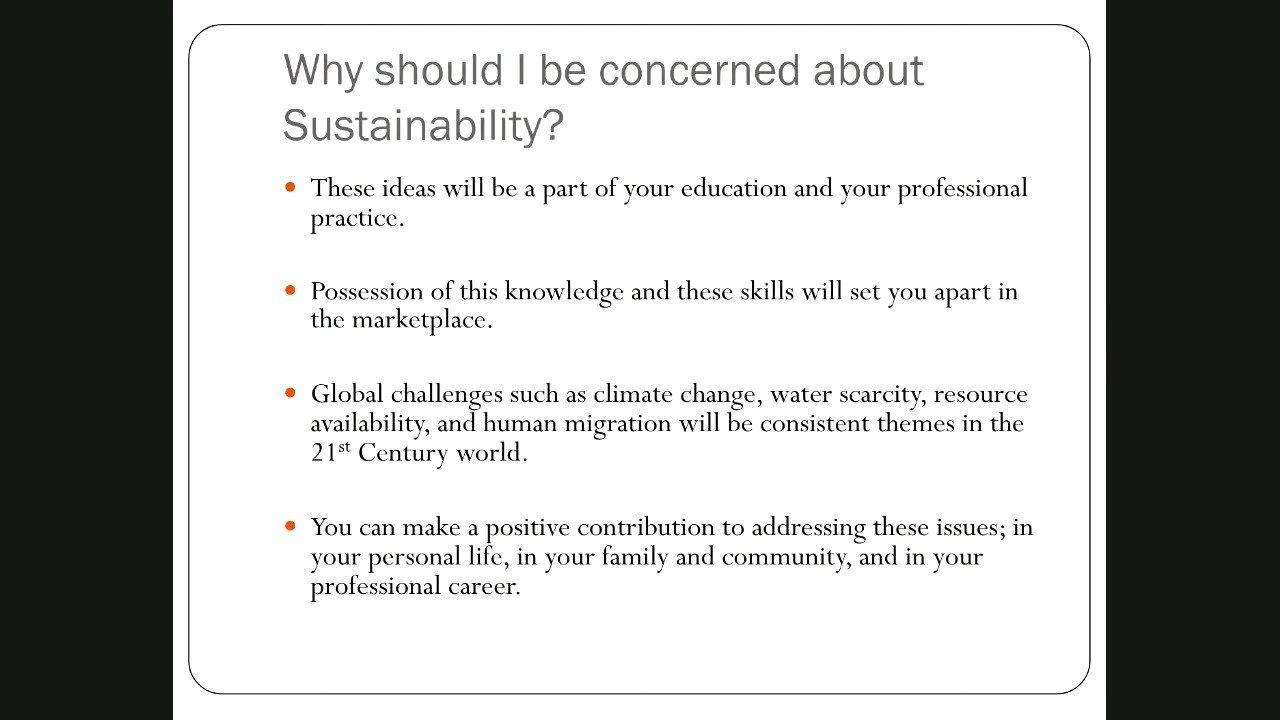 Why should I be concerned about
Sustainability?
These ideas will be a part of your education and your professional
practice.
Possession of this knowledge and these skills will set you apart in
the marketplace.
Global challenges such as climate change, water scarcity, resource
availability, and human migration will be consistent themes in the
21st Century world.
You can make a positive contribution to addressing these issues; in
your personal life, in your family and community, and in your
professional career.